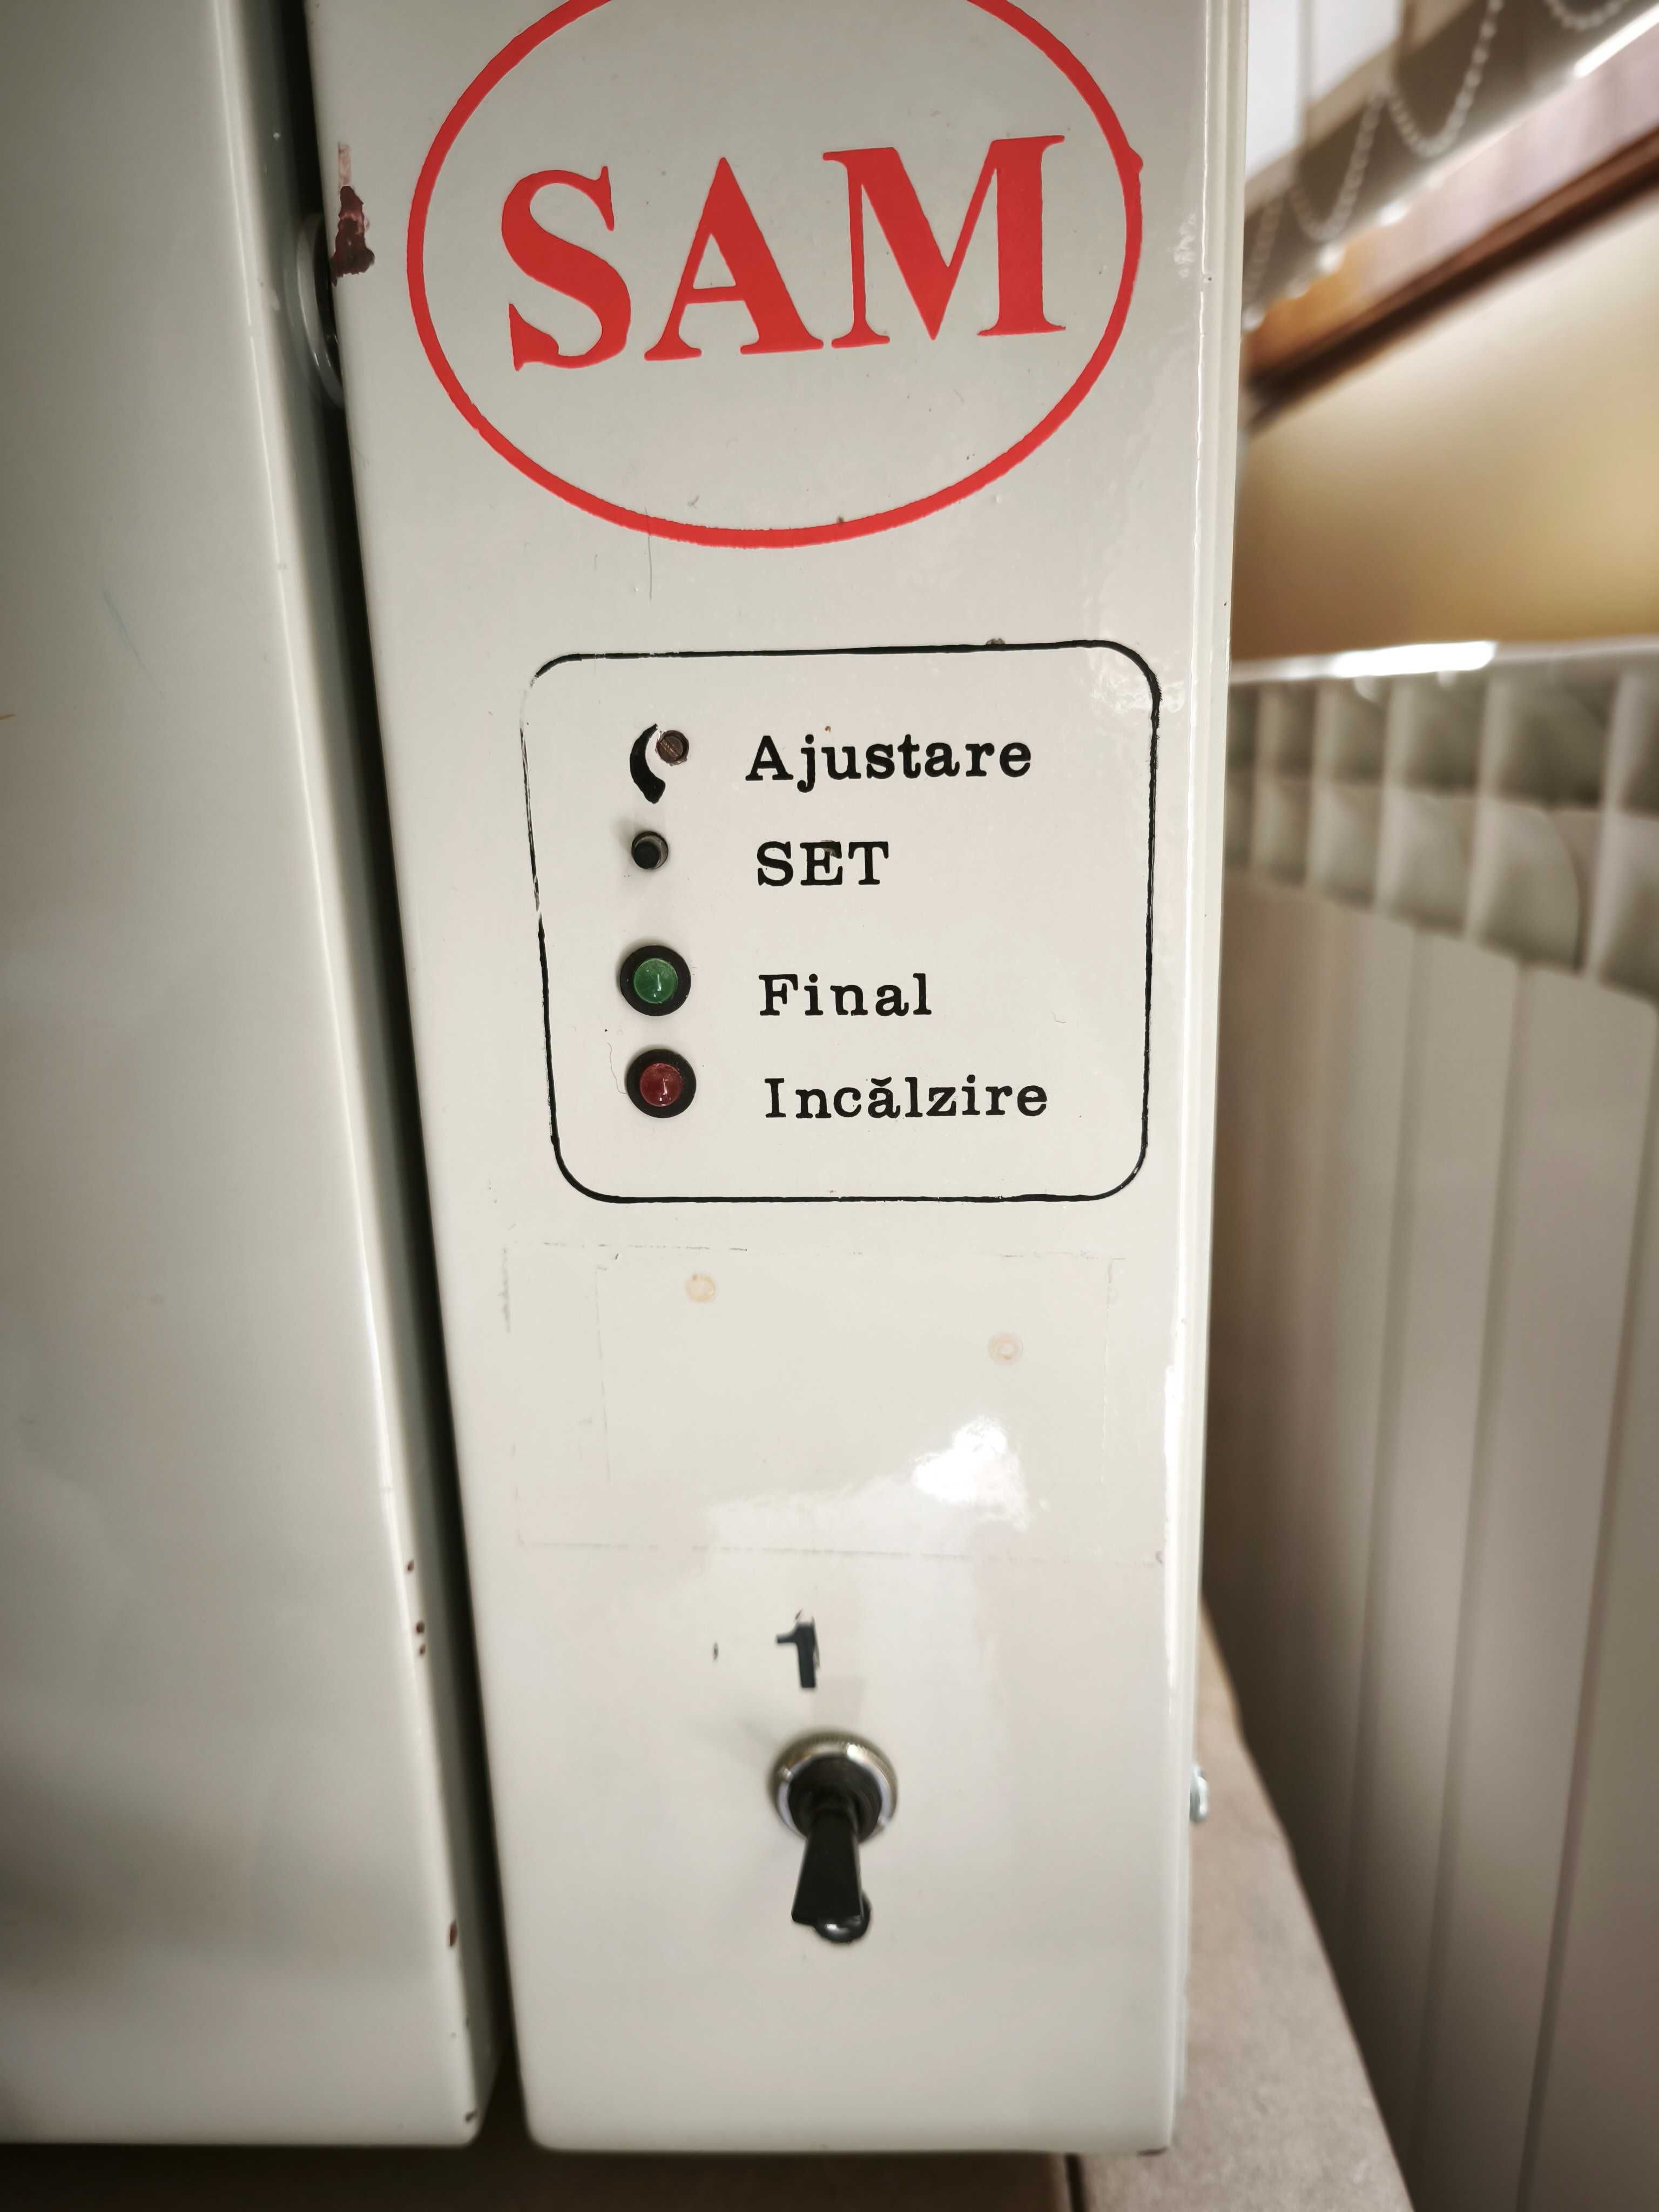 SAM
Ajustare
SET
Final
Incălzire
1